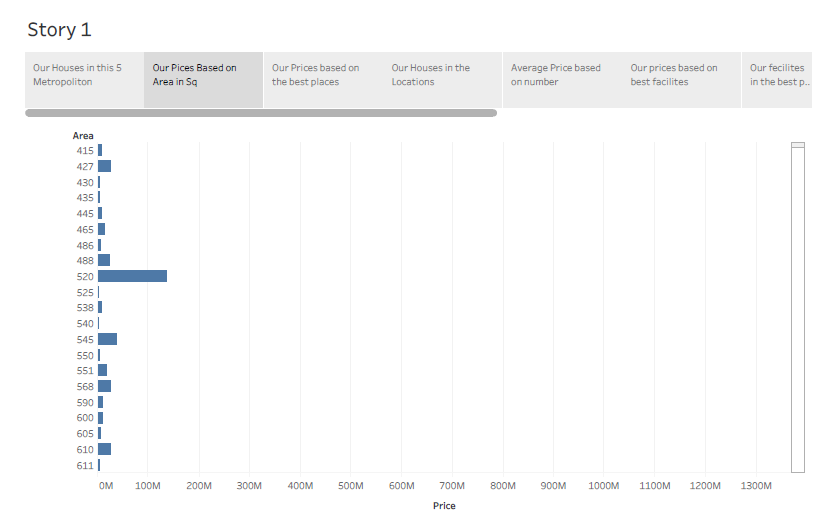 Story 1
Our Houses in this 5
Metropoliton
Our Pices Based on
Area in Sq
Our Prices based on
the best places
Our Houses in the
Locations
Average Price based
on number
Our prices based on
best facilites
Our fecilites
in the best p..
Area
415
427
430
435
445
465
486
488
520
525
538
540
545
550
551
568
590
600
605
610
611
0M 100M 200M 300M 400M 500M 600M 700M 800M 900M 1000M 1100M 1200M 1300M
Price